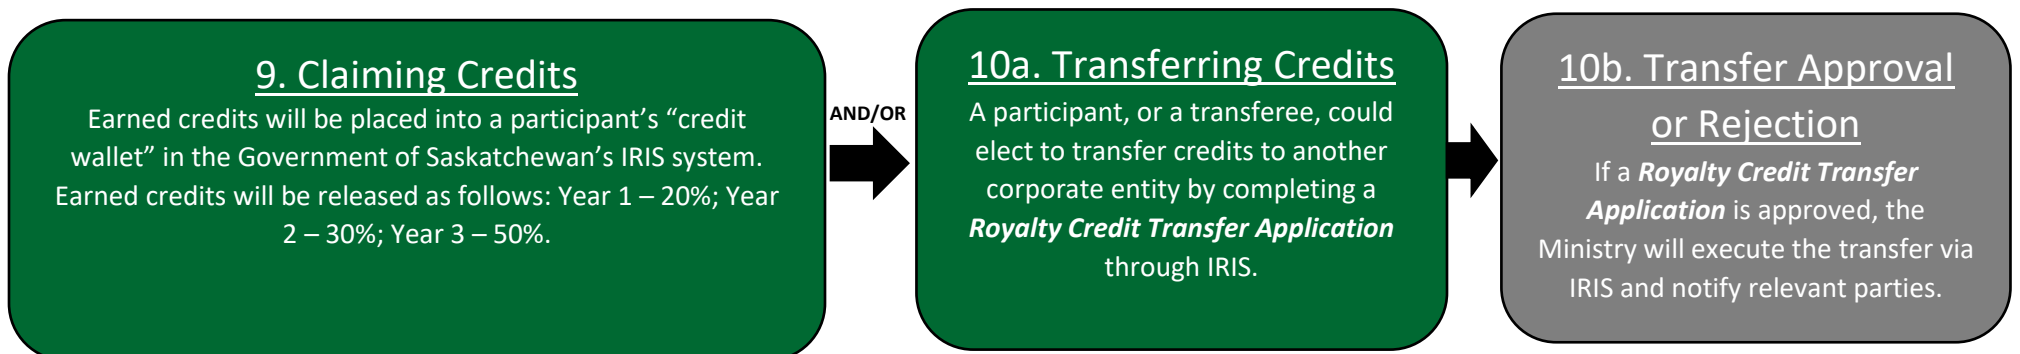 9. Claiming Credits
Earned credits will be placed into a participant’s “credit
wallet” in the Government of Saskatchewan’s IRIS system.
Earned credits will be released as follows: Year 1 – 20%; Year
2 – 30%; Year 3 – 50%.
AND/OR
10a. Transferring Credits
A participant, or a transferee, could
elect to transfer credits to another
corporate entity by completing a
Royalty Credit Transfer Application
through IRIS.
10b. Transfer Approval
or Rejection
If a Royalty Credit Transfer
Application is approved, the
Ministry will execute the transfer via
IRIS and notify relevant parties.